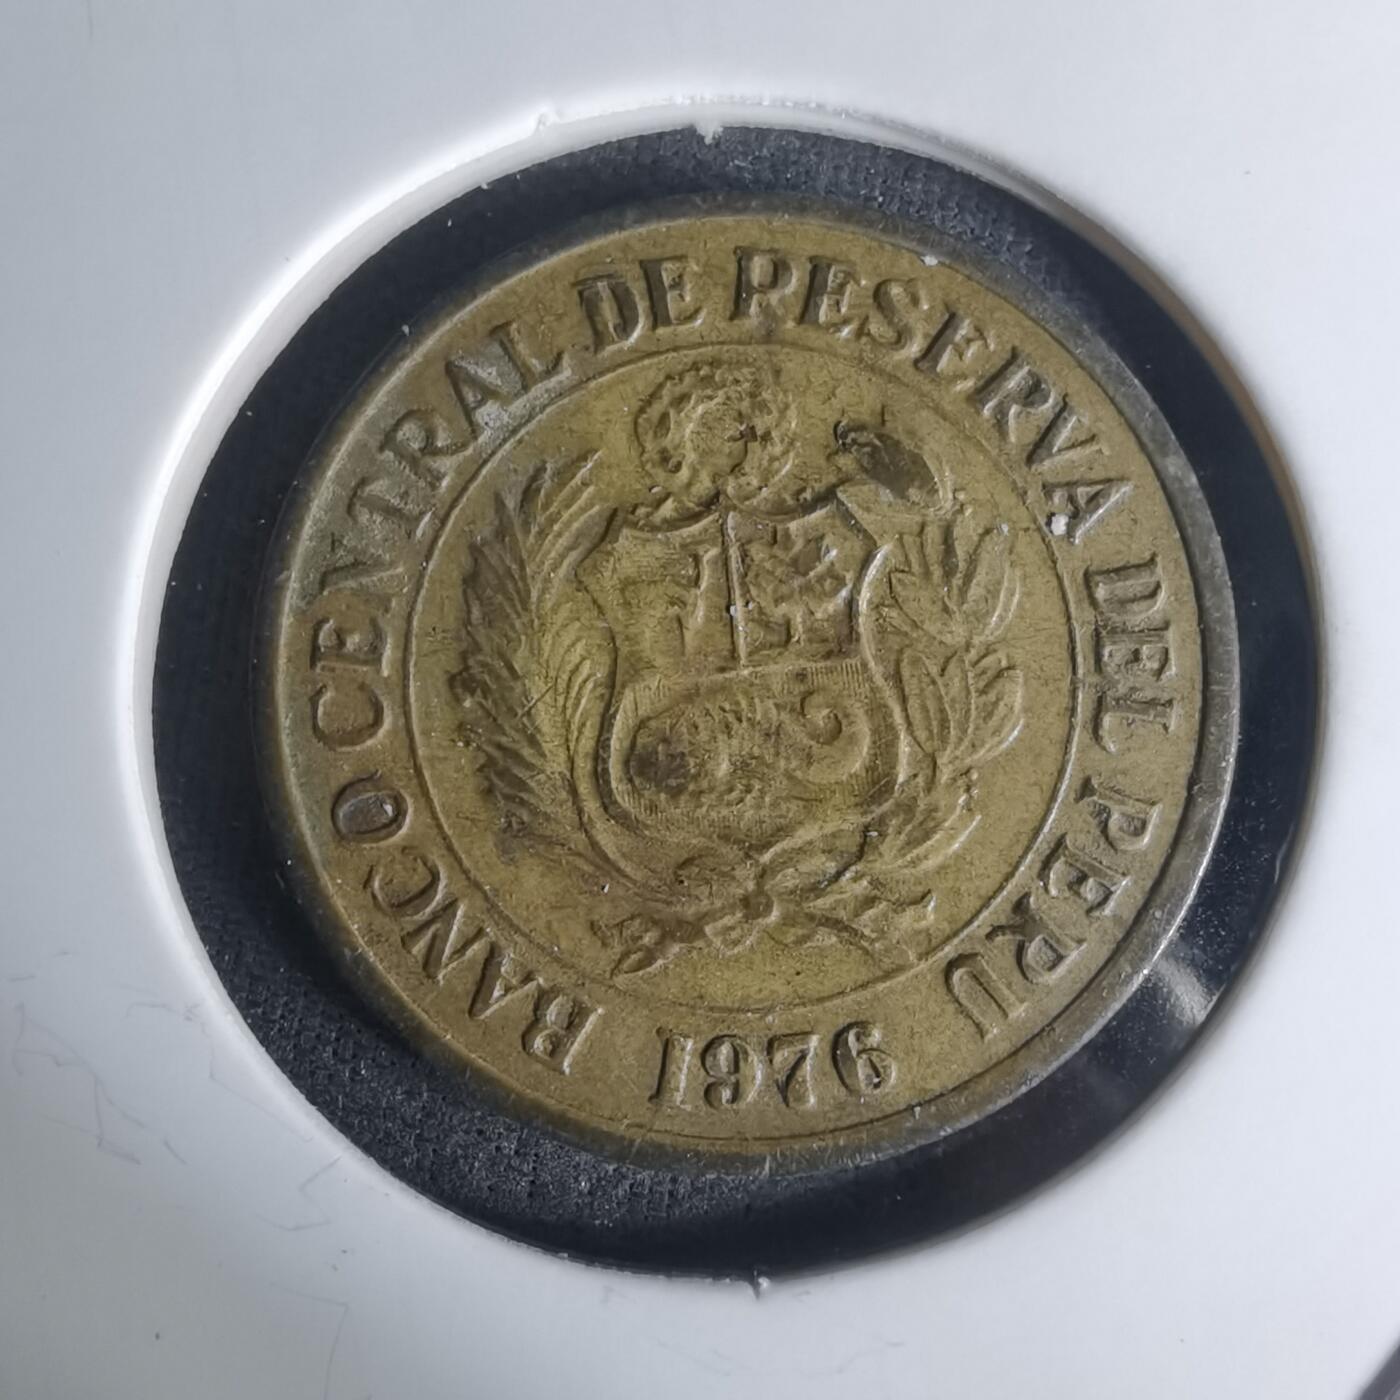 BANCO CENTRAL DE RESERVA DEL PERU
1976